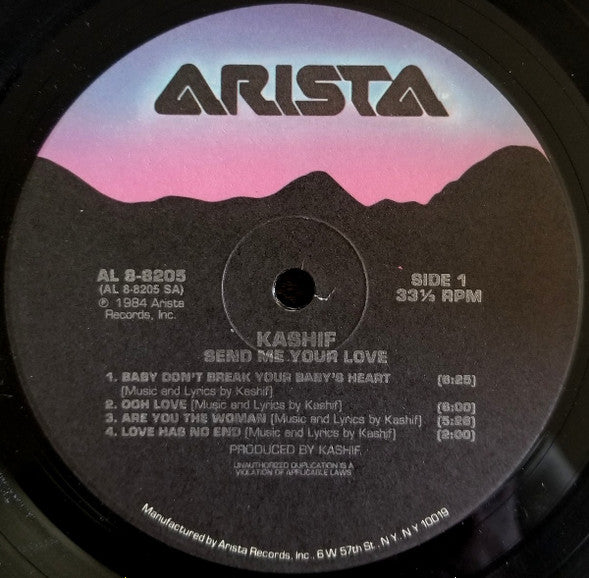 ARISTA
AL 8-8205
(AL 8-8205 SA)
℗ 1984 Arista
Records, Inc.
SIDE 1
33⅓ RPM
KASHIF
SEND ME YOUR LOVE
1. BABY DON'T BREAK YOUR BABY'S HEART [6:25]
[Music and Lyrics by Kashif]
2. OOH LOVE [Music and Lyrics by Kashif] [6:00]
3. ARE YOU THE WOMAN [Music and Lyrics by Kashif] [5:28]
4. LOVE HAS NO END [Music and Lyrics by Kashif] [2:00]
PRODUCED BY KASHIF
UNAUTHORIZED DUPLICATION IS A
VIOLATION OF APPLICABLE LAWS
Manufactured by Arista Records, Inc., 6 W 57th St., N.Y. N.Y 10019